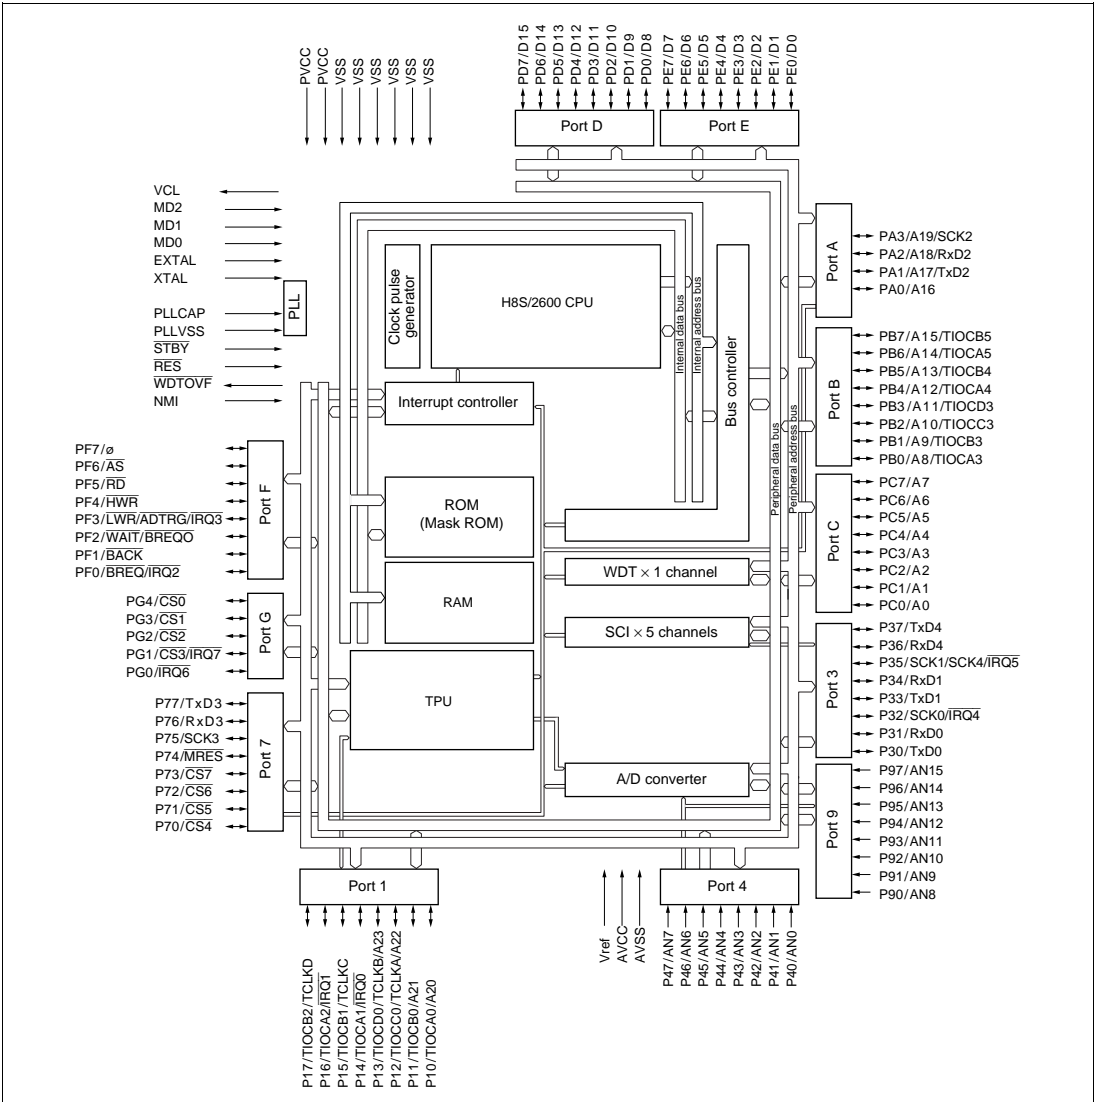 PVCC
PVCC
VSS
VSS
VSS
VSS
VSS
VSS
PD7/D15
PD6/D14
PD5/D13
PD4/D12
PD3/D11
PD2/D10
PD1/D9
PD0/D8
PE7/D7
PE6/D6
PE5/D5
PE4/D4
PE3/D3
PE2/D2
PE1/D1
PE0/D0
Port D
Port E
VCL
MD2
MD1
MD0
EXTAL
XTAL
PLLCAP
PLLVSS
STBY
RES
WDTOVF
NMI
PLL
Clock pulse
generator
H8S/2600 CPU
Internal data bus
Internal address bus
Bus controller
Peripheral data bus
Peripheral address bus
Interrupt controller
ROM
(Mask ROM)
RAM
TPU
WDT × 1 channel
SCI × 5 channels
A/D converter
Port A
PA3/A19/SCK2
PA2/A18/RxD2
PA1/A17/TxD2
PA0/A16
Port B
PB7/A15/TIOCB5
PB6/A14/TIOCA5
PB5/A13/TIOCB4
PB4/A12/TIOCA4
PB3/A11/TIOCD3
PB2/A10/TIOCC3
PB1/A9/TIOCB3
PB0/A8/TIOCA3
Port C
PC7/A7
PC6/A6
PC5/A5
PC4/A4
PC3/A3
PC2/A2
PC1/A1
PC0/A0
Port 3
P37/TxD4
P36/RxD4
P35/SCK1/SCK4/IRQ5
P34/RxD1
P33/TxD1
P32/SCK0/IRQ4
P31/RxD0
P30/TxD0
Port 9
P97/AN15
P96/AN14
P95/AN13
P94/AN12
P93/AN11
P92/AN10
P91/AN9
P90/AN8
PF7/ø
PF6/AS
PF5/RD
PF4/HWR
PF3/LWR/ADTRG/IRQ3
PF2/WAIT/BREQO
PF1/BACK
PF0/BREQ/IRQ2
Port F
PG4/CS0
PG3/CS1
PG2/CS2
PG1/CS3/IRQ7
PG0/IRQ6
Port G
P77/TxD3
P76/RxD3
P75/SCK3
P74/MRES
P73/CS7
P72/CS6
P71/CS5
P70/CS4
Port 7
Port 1
P17/TIOCB2/TCLKD
P16/TIOCA2/IRQ1
P15/TIOCB1/TCLKC
P14/TIOCA1/IRQ0
P13/TIOCD0/TCLKB/A23
P12/TIOCC0/TCLKA/A22
P11/TIOCB0/A21
P10/TIOCA0/A20
Vref
AVCC
AVSS
Port 4
P47/AN7
P46/AN6
P45/AN5
P44/AN4
P43/AN3
P42/AN2
P41/AN1
P40/AN0